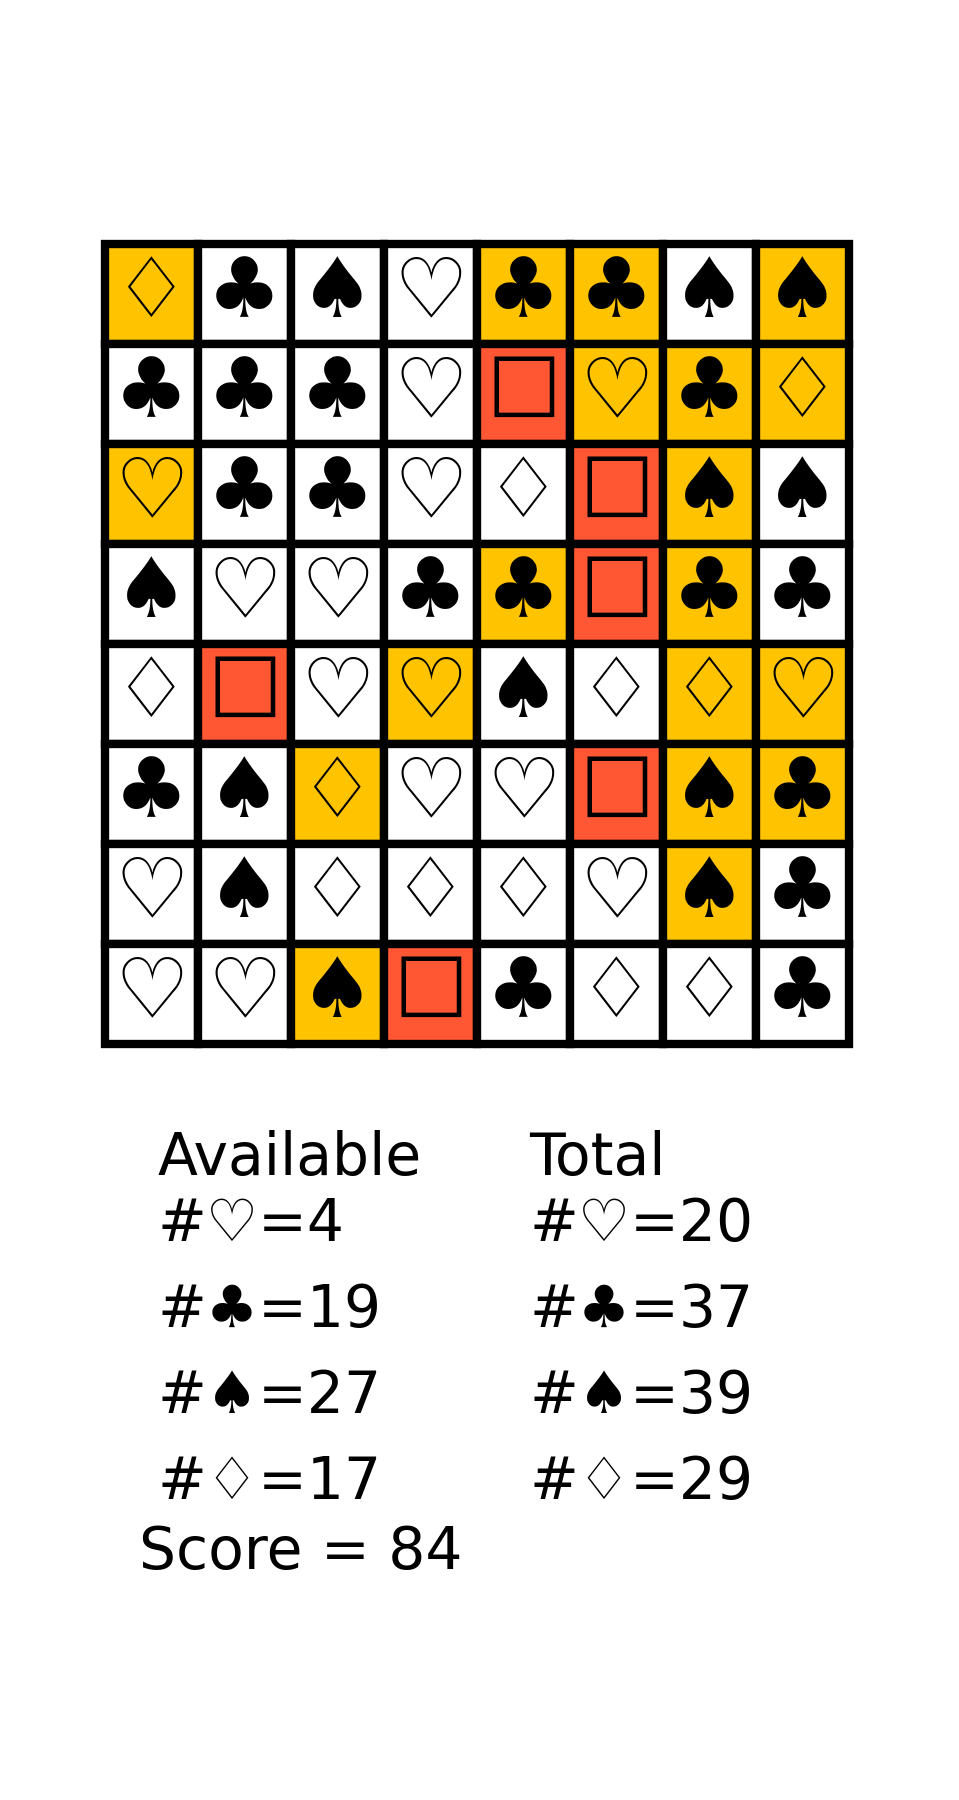 ♢ ♣ ♠ ♡ ♣ ♣ ♠ ♠
♣ ♣ ♣ ♡ □ ♡ ♣ ♢
♡ ♣ ♣ ♡ ♢ □ ♠ ♠
♠ ♡ ♡ ♣ ♣ □ ♣ ♣
♢ □ ♡ ♡ ♠ ♢ ♢ ♡
♣ ♠ ♢ ♡ ♡ □ ♠ ♣
♡ ♠ ♢ ♢ ♢ ♡ ♠ ♣
♡ ♡ ♠ □ ♣ ♢ ♢ ♣
Available Total
#♡=4 #♡=20
#♣=19 #♣=37
#♠=27 #♠=39
#♢=17 #♢=29
Score = 84